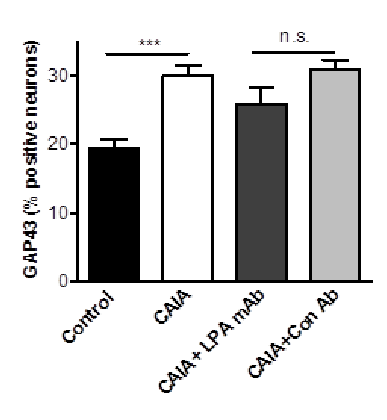 ***
n.s.
GAP43 (% positive neurons)
30
20
10
0
Control
CAIA
CAIA + LPA mAb
CAIA+Con Ab